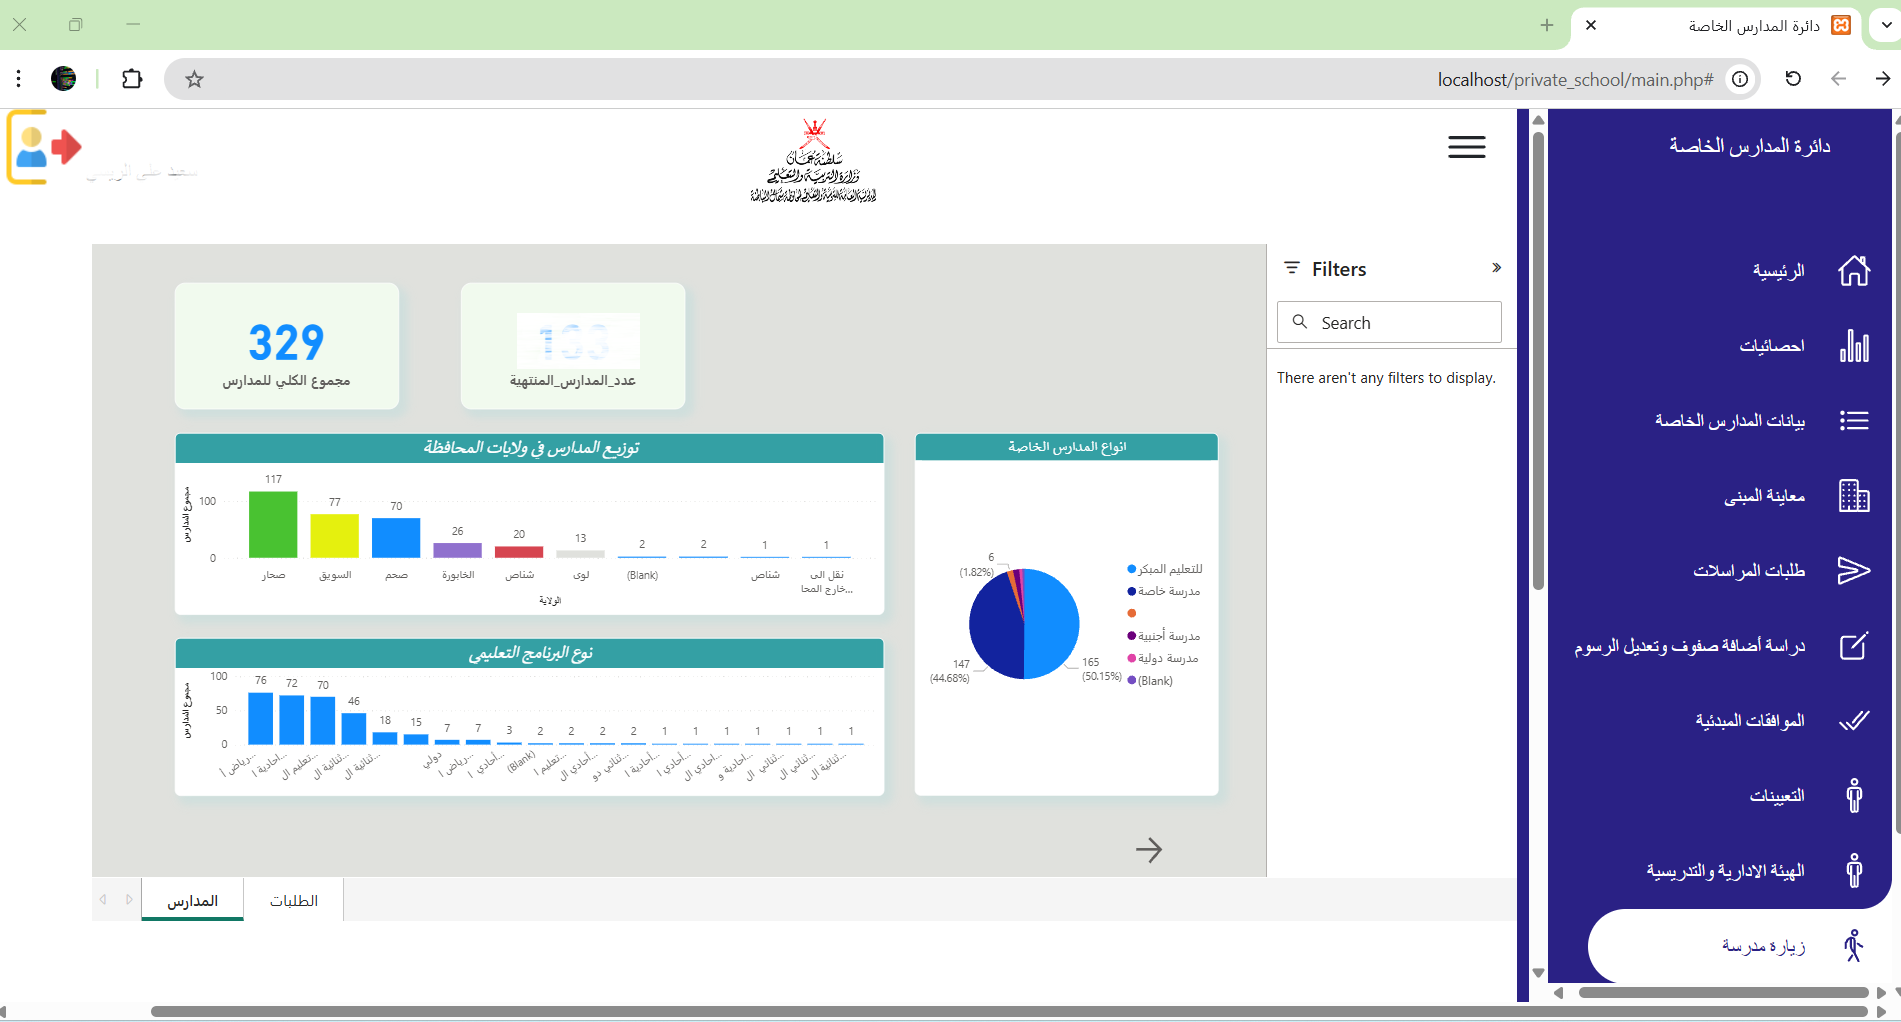 دائرة المدارس الخاصة
localhost/private_school/main.php#
دائرة المدارس الخاصة
الرئيسية
احصائيات
بيانات المدارس الخاصة
معاينة المبنى
طلبات المراسلات
دراسة أضافة صفوف وتعديل الرسوم
الموافقات المبدئية
التعيينات
الهيئة الادارية والتدريسية
زيارة مدرسة
سلطنة عمان
وزارة التربية والتعليم
Filters
Search
There aren't any filters to display.
329
مجموع الكلي للمدارس
عدد_المدارس_المنتهية
توزيع المدارس في ولايات المحافظة
مجموع المدارس
100
0
117
77
70
26
20
13
2
2
1
1
صحار
السويق
صحم
الخابورة
شناص
لوى
(Blank)
شناص
نقل الى
خارج المحا...
الولاية
انواع المدارس الخاصة
6
(1.82%)
147
(44.68%)
165
(50.15%)
للتعليم المبكر
مدرسة خاصة
مدرسة أجنبية
مدرسة دولية
(Blank)
نوع البرنامج التعليمي
مجموع المدارس
100
50
0
76
72
70
46
18
15
7
7
3
2
2
2
2
1
1
1
1
1
1
1
رياض أ...
أحادية ا...
تعليم ال...
ثنائية ال...
ثنائية ال...
دولي
رياض أ...
أحادي ا...
(Blank)
تعليم ا...
أحادي ال...
ثنائي دو...
أحادية ا...
أحادي ا...
احادي ال...
احادية و...
ثنائي ال...
ثنائي ال...
ثنائية ال...
المدارس
الطلبات